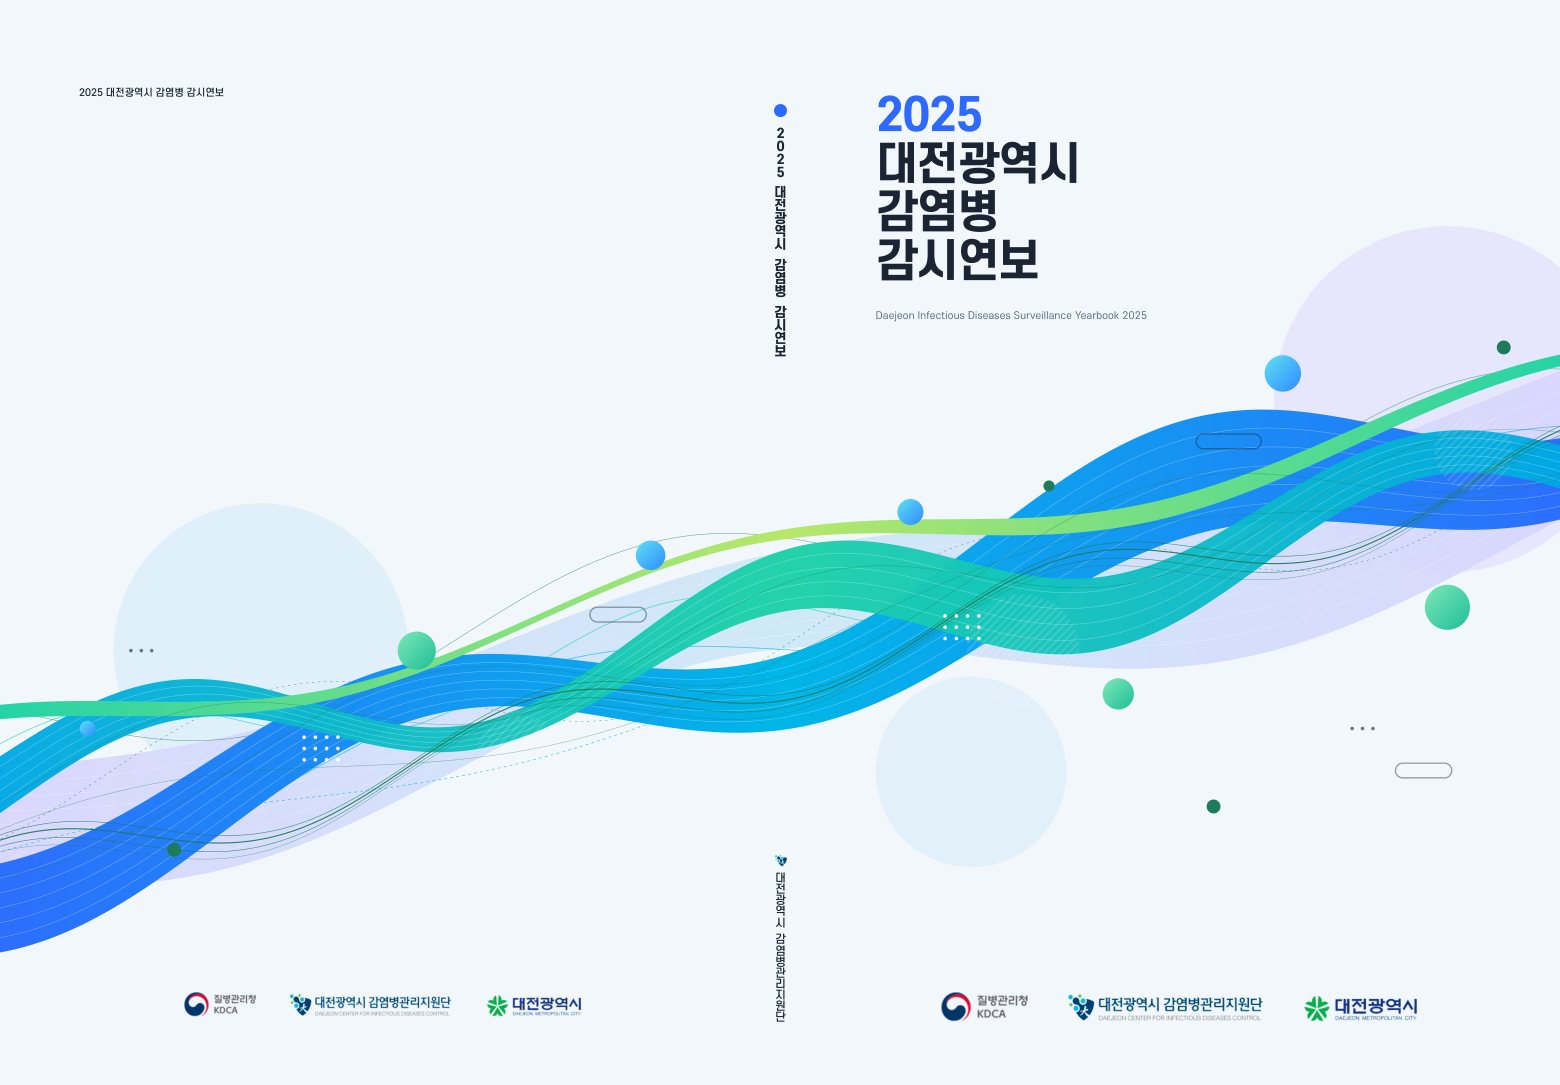 2025 대전광역시 감염병 감시연보
2025 대전광역시 감염병 감시연보
2025
대전광역시
감염병
감시연보
Daejeon Infectious Diseases Surveillance Yearbook 2025
대전광역시 감염병관리지원단
질병관리청
KDCA
대전광역시 감염병관리지원단
DAEJEON CENTER FOR INFECTIOUS DISEASES CONTROL
대전광역시
DAEJEON METROPOLITAN CITY
질병관리청
KDCA
대전광역시 감염병관리지원단
DAEJEON CENTER FOR INFECTIOUS DISEASES CONTROL
대전광역시
DAEJEON METROPOLITAN CITY